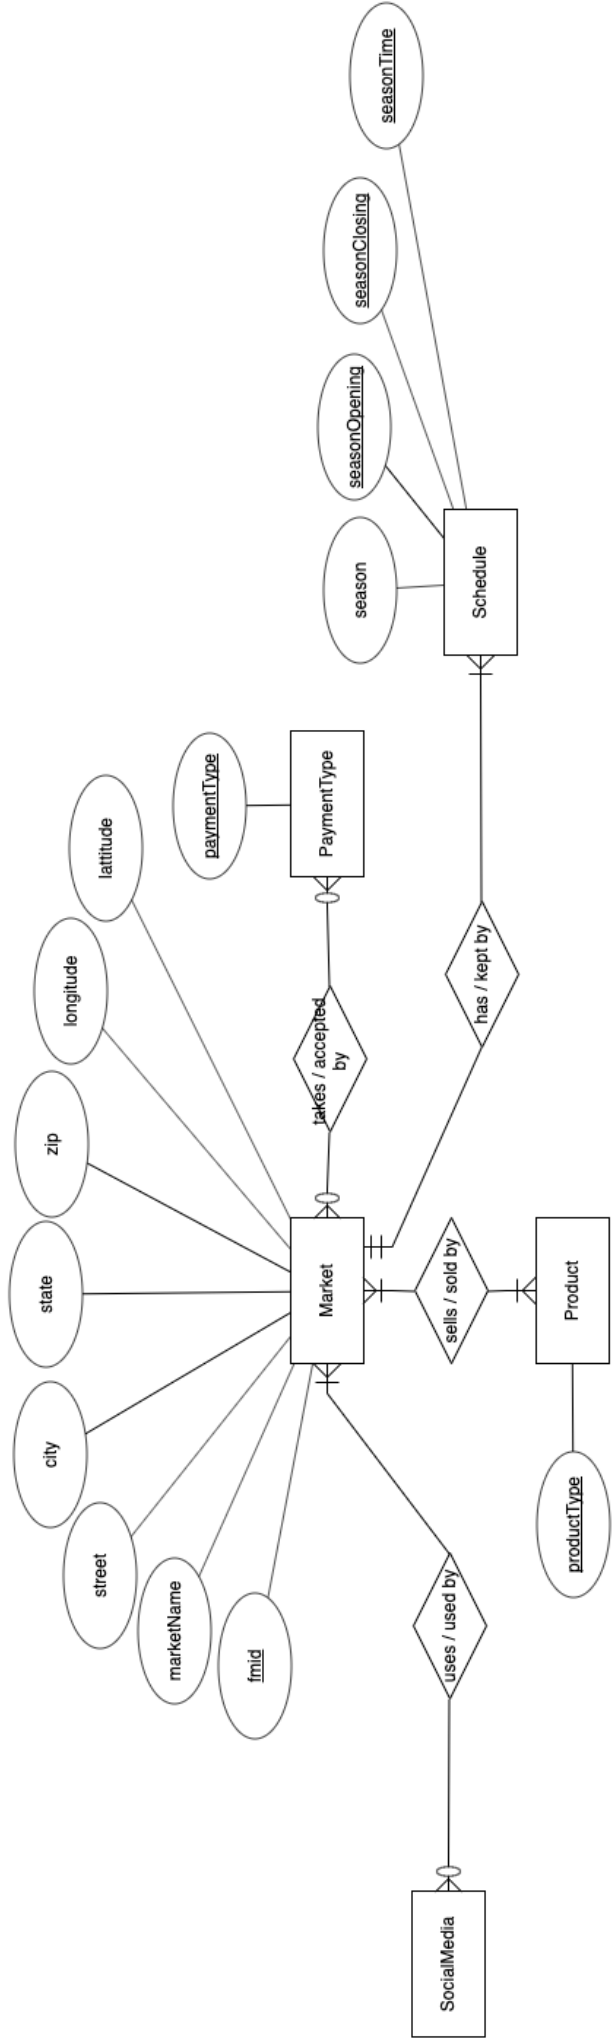 seasonTime
seasonClosing
seasonOpening
season
Schedule
lattitude
paymentType
PaymentType
longitude
has / kept by
takes / accepted
by
zip
state
Market
sells / sold by
Product
city
street
marketName
fmid
productType
uses / used by
SocialMedia